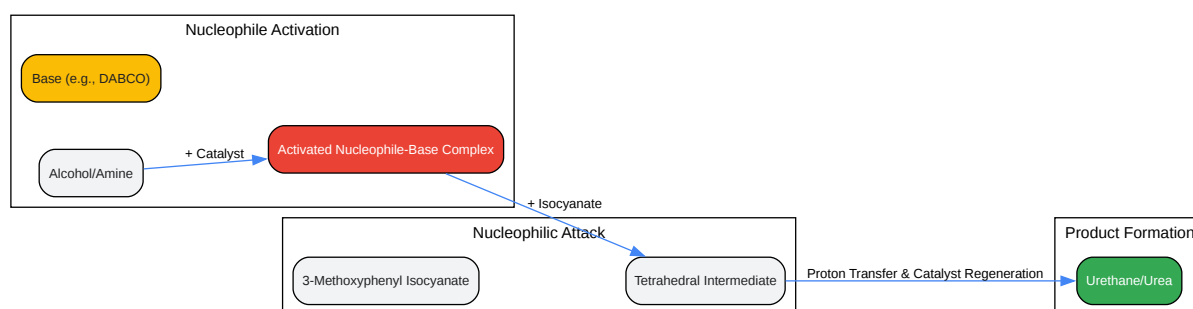 Nucleophile Activation
Base (e.g., DABCO)
Alcohol/Amine
+ Catalyst
Activated Nucleophile-Base Complex
+ Isocyanate
Nucleophilic Attack
3-Methoxyphenyl Isocyanate
Tetrahedral Intermediate
Proton Transfer & Catalyst Regeneration
Product Formation
Urethane/Urea